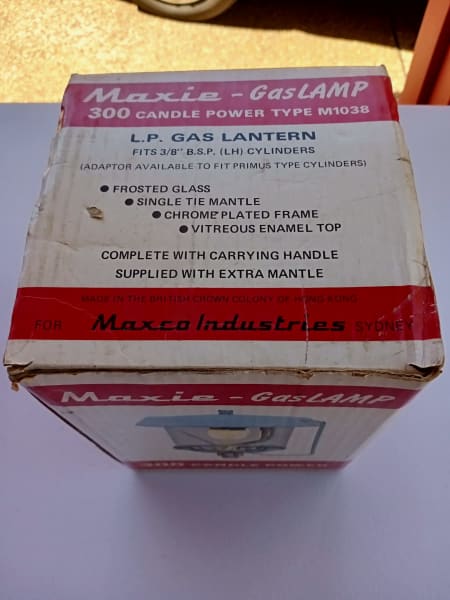 Maxie - GasLAMP
300 CANDLE POWER TYPE M1038
L.P. GAS LANTERN
FITS 3/8" B.S.P. (LH) CYLINDERS
(ADAPTOR AVAILABLE TO FIT PRIMUS TYPE CYLINDERS)
● FROSTED GLASS
● SINGLE TIE MANTLE
● CHROME PLATED FRAME
● VITREOUS ENAMEL TOP
COMPLETE WITH CARRYING HANDLE
SUPPLIED WITH EXTRA MANTLE
MADE IN THE BRITISH CROWN COLONY OF HONG KONG
FOR Maxco Industries SYDNEY
Maxie - GasLAMP
300 CANDLE POWER